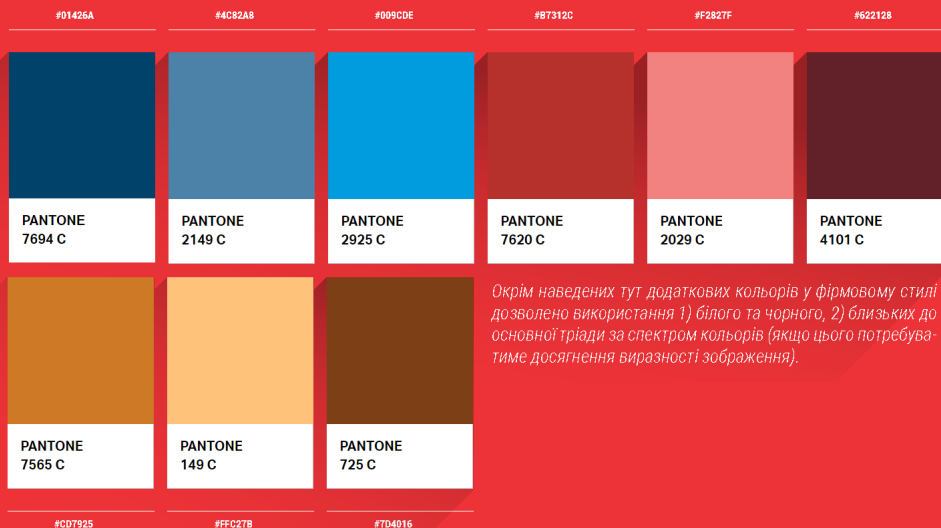 #01426A
#4C82A8
#009CDE
#B7312C
#F2827F
#622128
PANTONE
7694 C
PANTONE
2149 C
PANTONE
2925 C
PANTONE
7620 C
PANTONE
2029 C
PANTONE
4101 C
Окрім наведених тут додаткових кольорів у фірмовому стилі
дозволено використання 1) білого та чорного, 2) близьких до
основної тріади за спектром кольорів (якщо цього потребува-
тиме досягнення виразності зображення).
PANTONE
7565 C
PANTONE
149 C
PANTONE
725 C
#CD7925
#FFC27B
#7D4016